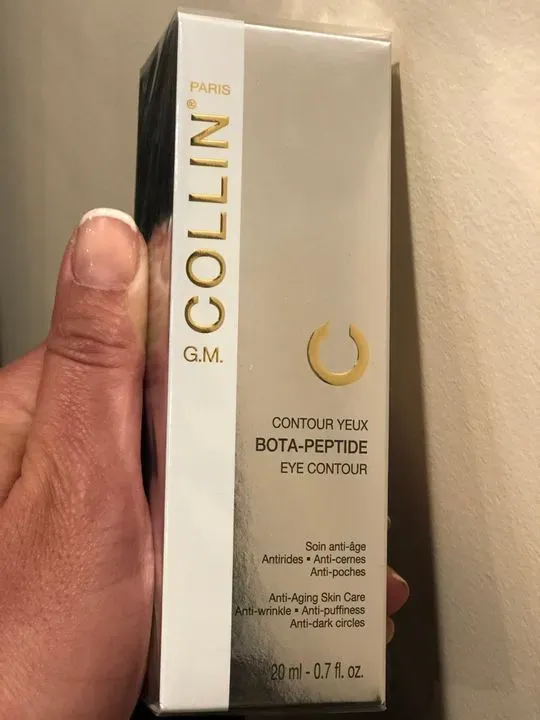 PARIS
G.M. COLLIN®
CONTOUR YEUX
BOTA-PEPTIDE
EYE CONTOUR
Soin anti-âge
Antirides ▪ Anti-cernes
Anti-poches
Anti-Aging Skin Care
Anti-wrinkle ▪ Anti-puffiness
Anti-dark circles
20 ml - 0.7 fl. oz.